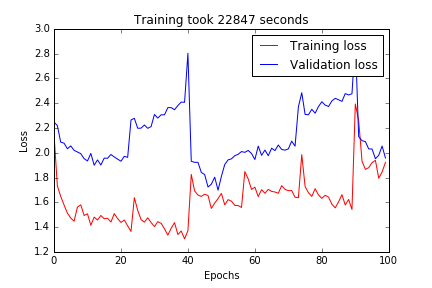 Training took 22847 seconds
3.0
2.8
2.6
2.4
2.2
2.0
1.8
1.6
1.4
1.2
Loss
Training loss
Validation loss
0 20 40 60 80 100
Epochs